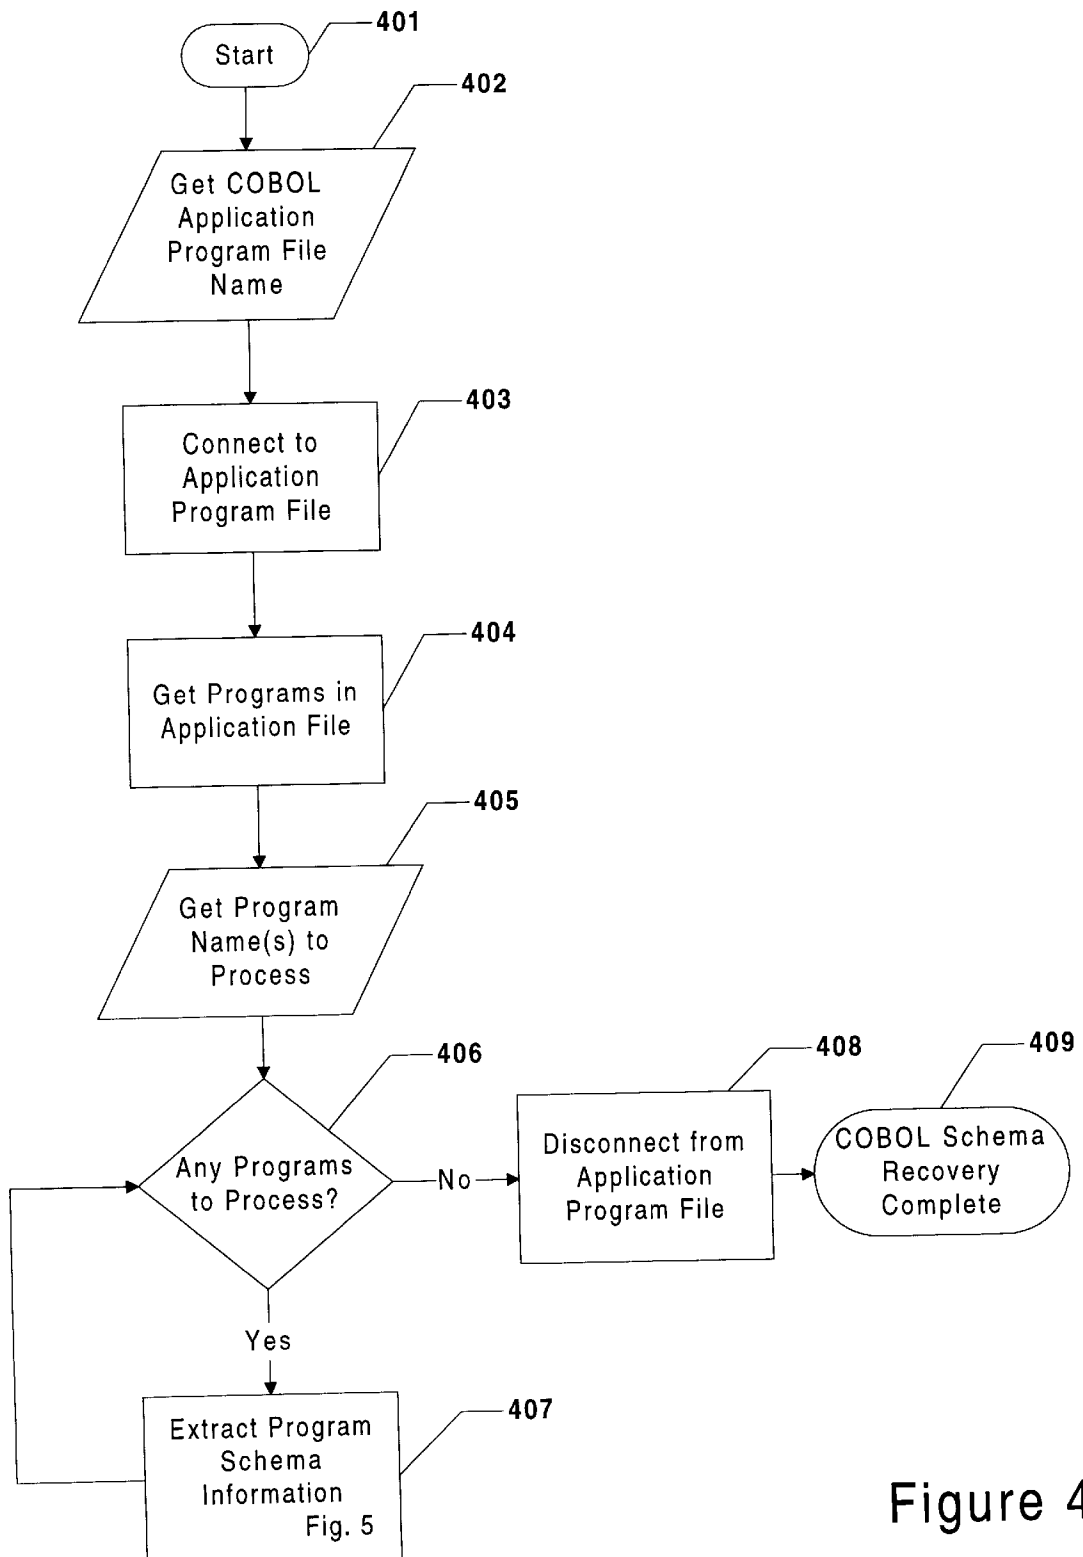 401
Start
402
Get COBOL
Application
Program File
Name
403
Connect to
Application
Program File
404
Get Programs in
Application File
405
Get Program
Name(s) to
Process
406
Any Programs
to Process?
No
408
Disconnect from
Application
Program File
409
COBOL Schema
Recovery
Complete
Yes
407
Extract Program
Schema
Information
Fig. 5
Figure 4